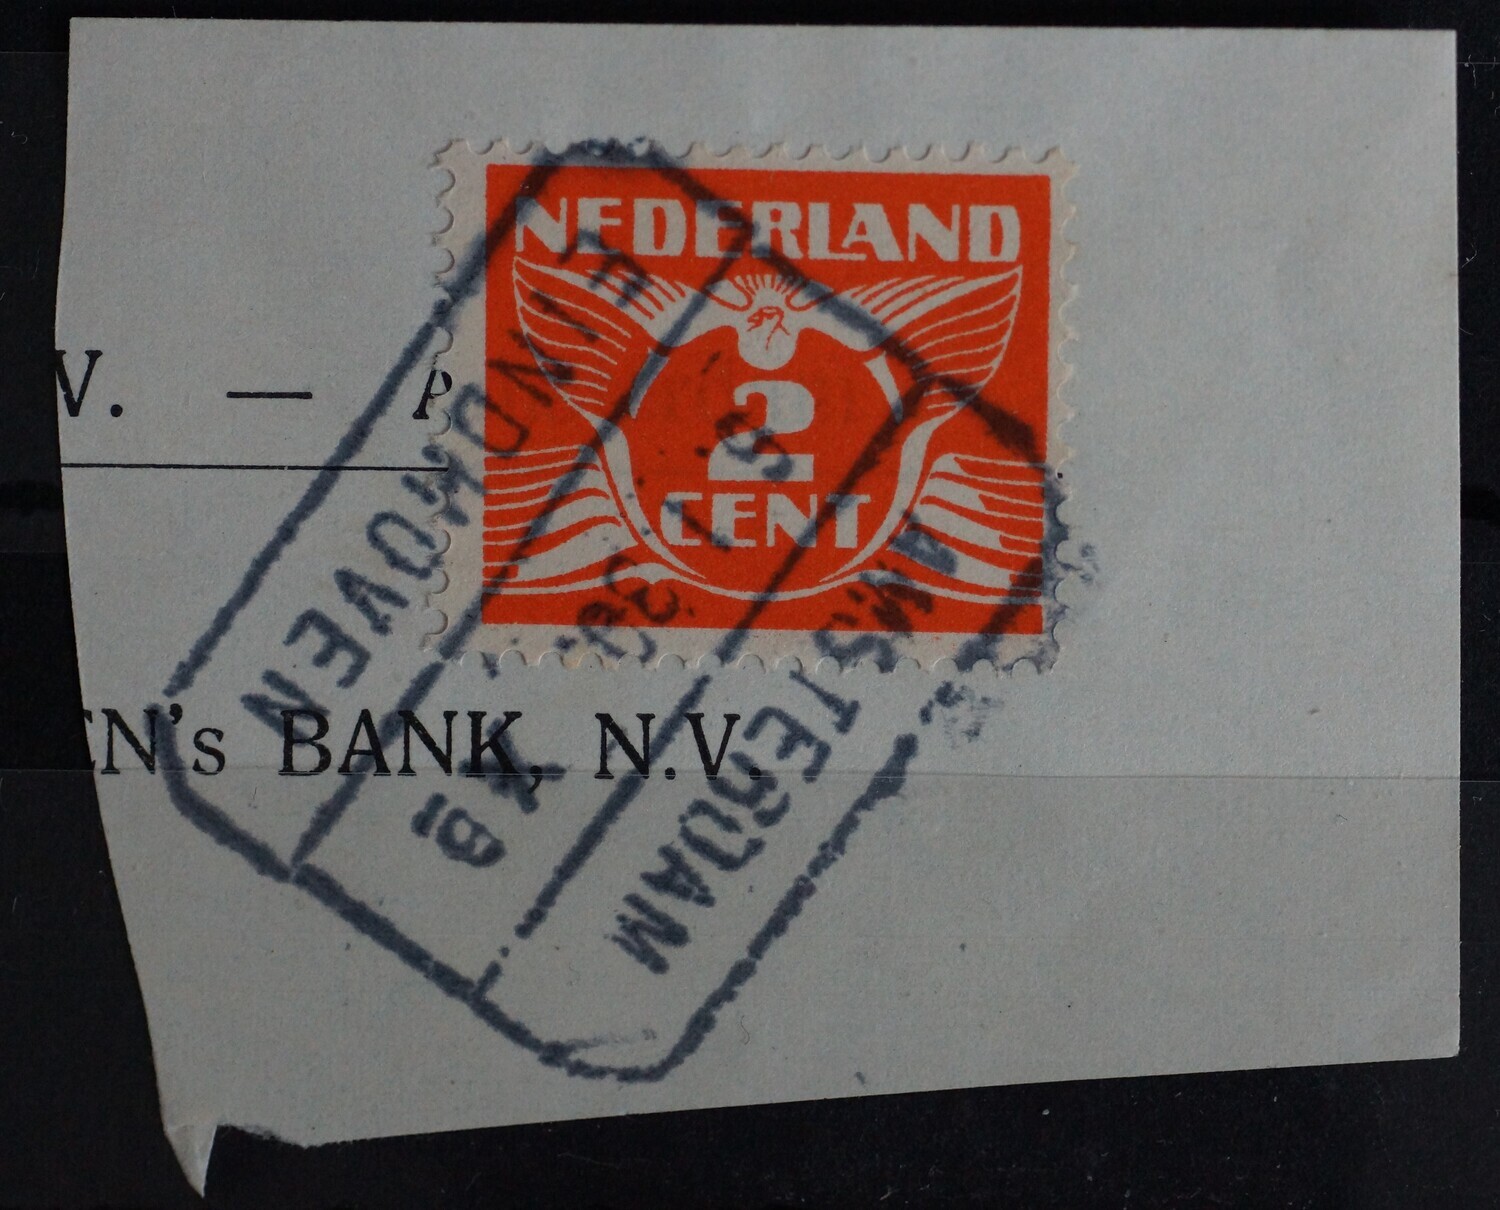 NEDERLAND
2
CENT
V. —
EN's BANK, N.V.
EINDHOVEN
AMSTERDAM